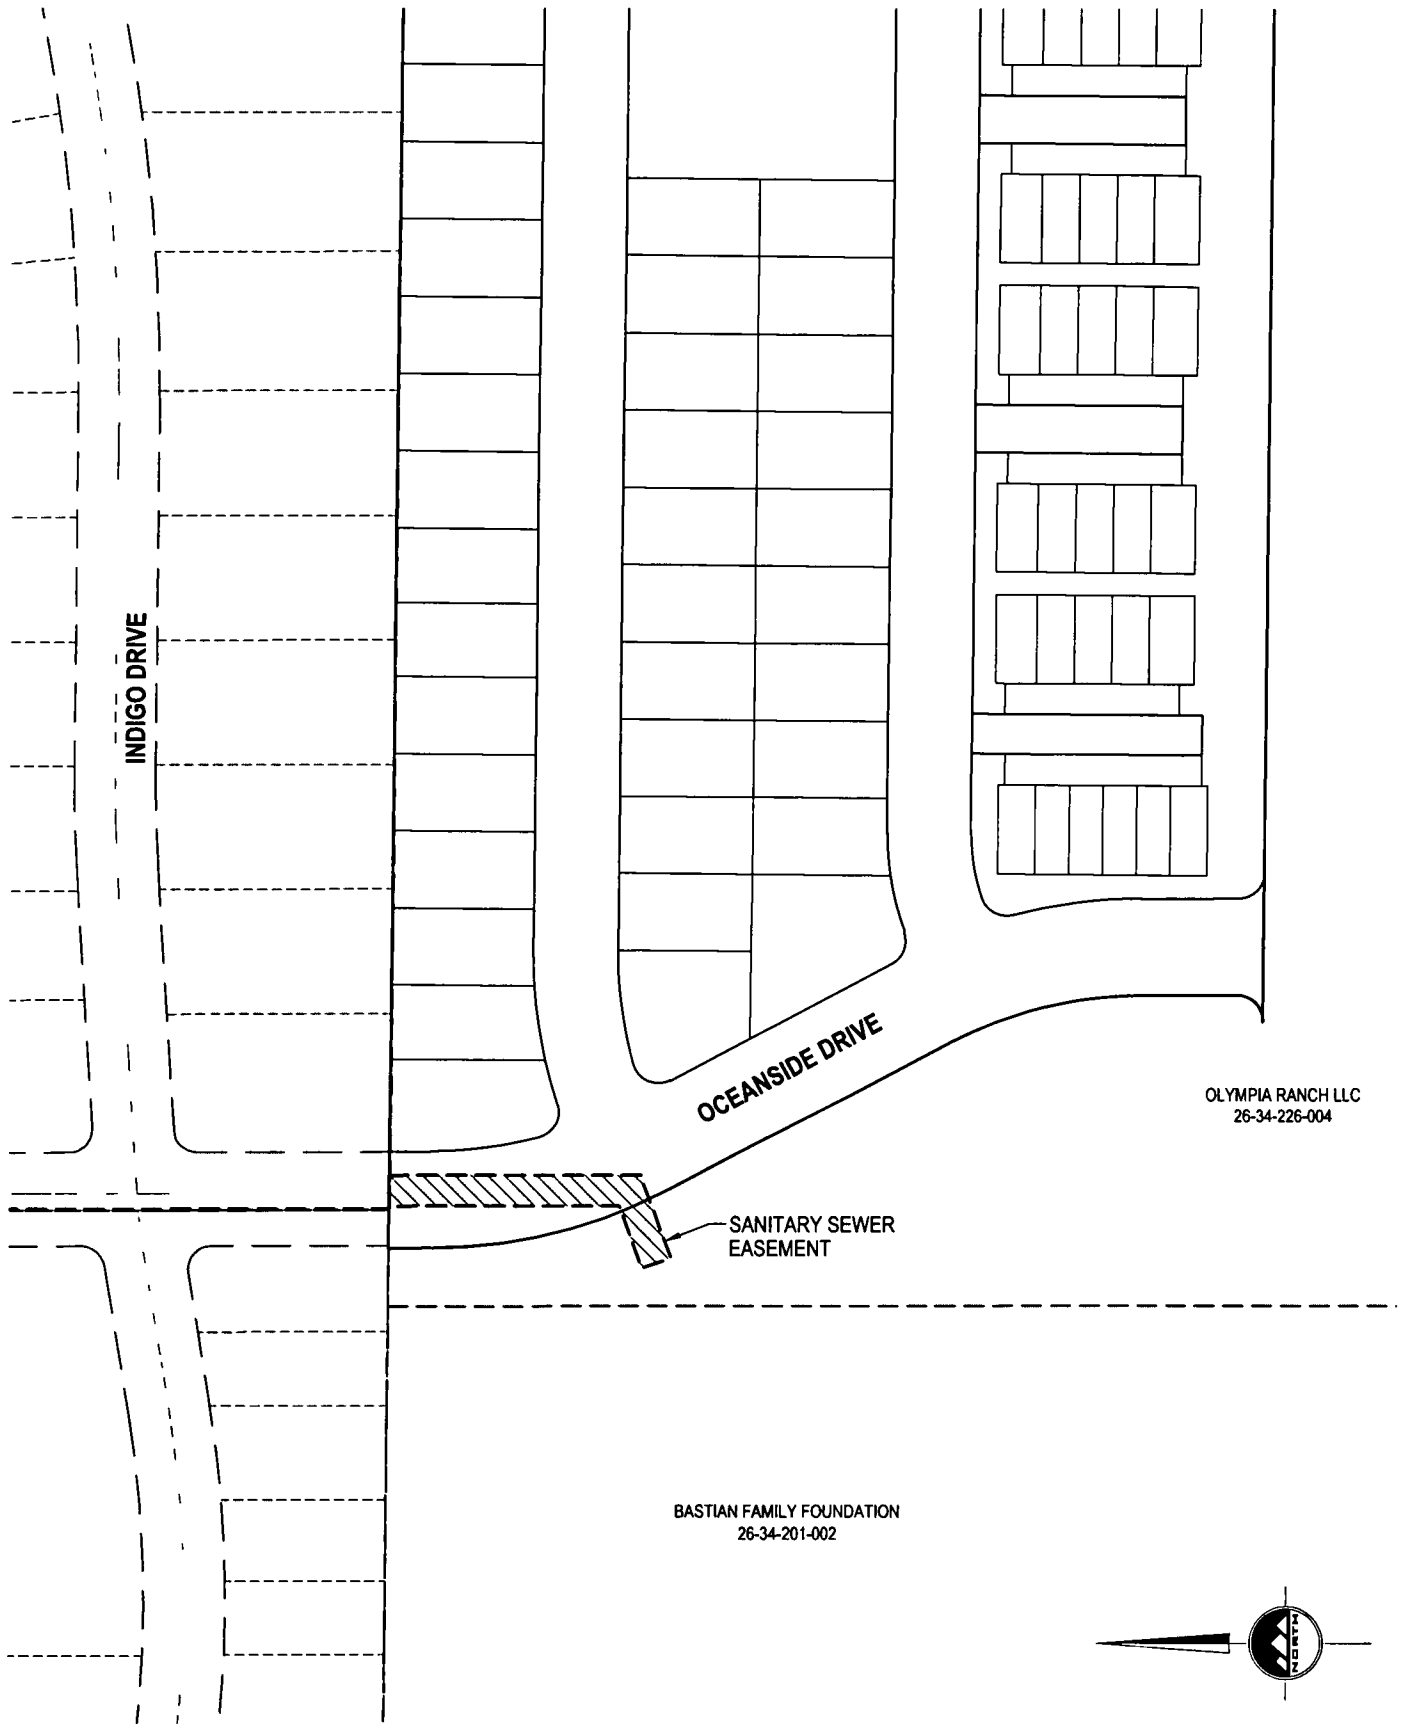 INDIGO DRIVE
OCEANSIDE DRIVE
OLYMPIA RANCH LLC
26-34-226-004
SANITARY SEWER
EASEMENT
BASTIAN FAMILY FOUNDATION
26-34-201-002
NORTH